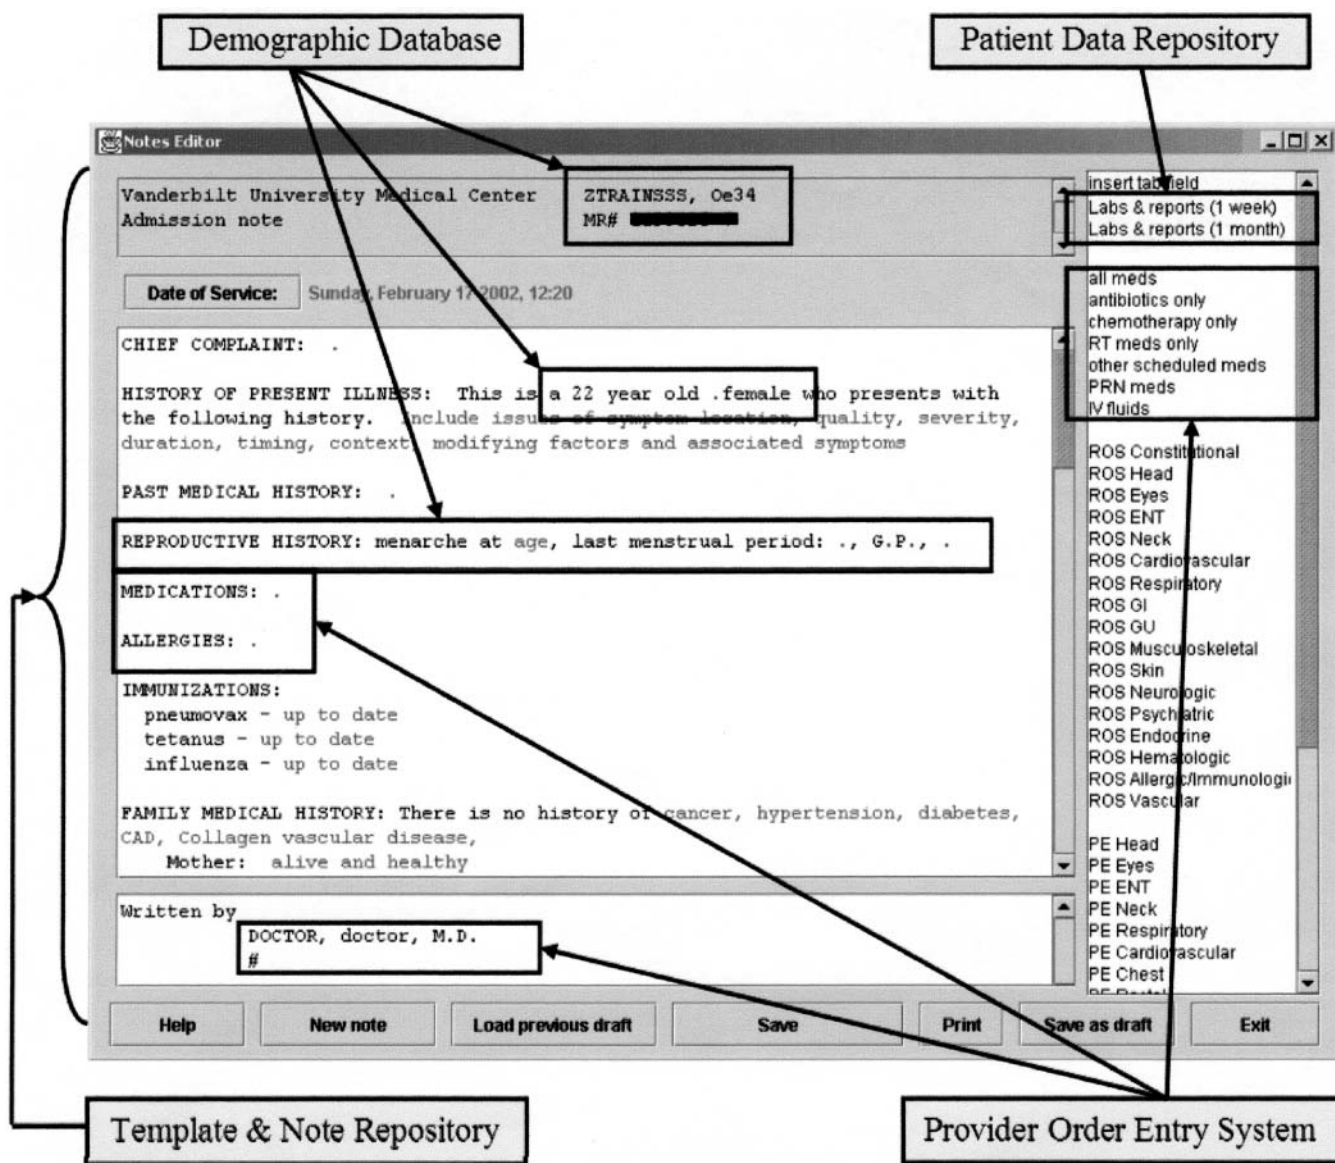 Demographic Database
Patient Data Repository
Notes Editor
Vanderbilt University Medical Center
Admission note
ZTRAINSSS, Oe34
MR#
Date of Service:
Sunday, February 17 2002, 12:20
CHIEF COMPLAINT: .
HISTORY OF PRESENT ILLNESS: This is a 22 year old .female who presents with
the following history. Include issues of symptom location, quality, severity,
duration, timing, context, modifying factors and associated symptoms
PAST MEDICAL HISTORY: .
REPRODUCTIVE HISTORY: menarche at age, last menstrual period: ., G.P., .
MEDICATIONS: .
ALLERGIES: .
IMMUNIZATIONS:
pneumovax - up to date
tetanus - up to date
influenza - up to date
FAMILY MEDICAL HISTORY: There is no history of cancer, hypertension, diabetes,
CAD, Collagen vascular disease,
Mother: alive and healthy
Written by
DOCTOR, doctor, M.D.
#
insert tab field
Labs & reports (1 week)
Labs & reports (1 month)
all meds
antibiotics only
chemotherapy only
RT meds only
other scheduled meds
PRN meds
IV fluids
ROS Constitutional
ROS Head
ROS Eyes
ROS ENT
ROS Neck
ROS Cardiovascular
ROS Respiratory
ROS GI
ROS GU
ROS Musculoskeletal
ROS Skin
ROS Neurologic
ROS Psychiatric
ROS Endocrine
ROS Hematologic
ROS Allergic/Immunologi
ROS Vascular
PE Head
PE Eyes
PE ENT
PE Neck
PE Respiratory
PE Cardiovascular
PE Chest
Help
New note
Load previous draft
Save
Print
Save as draft
Exit
Template & Note Repository
Provider Order Entry System